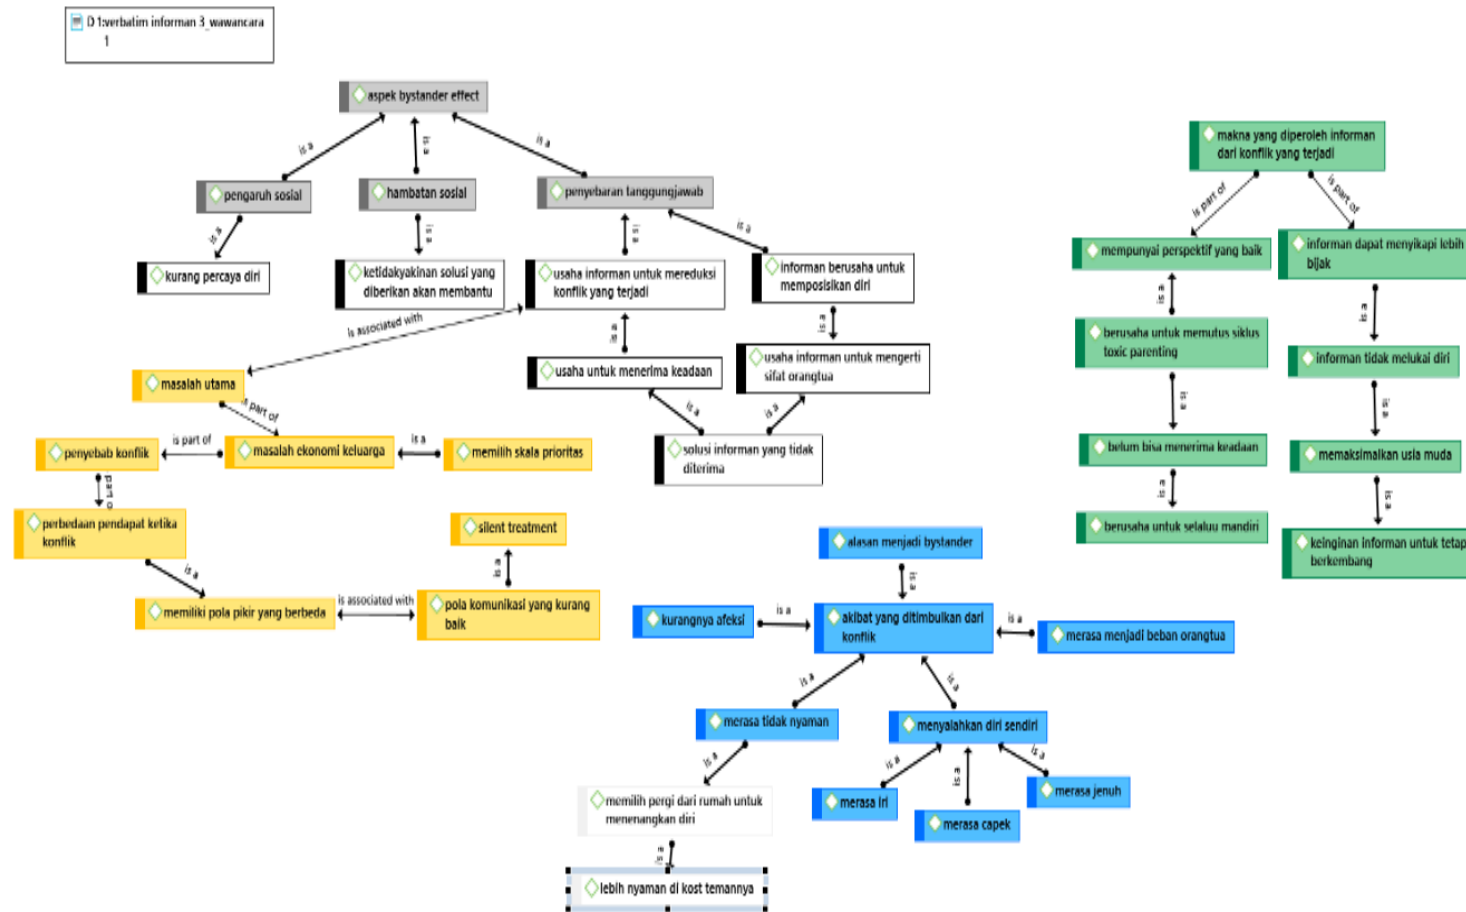 D 1:verbatim informan 3_wawancara
1
aspek bystander effect
is a
is a
is a
pengaruh sosial
hambatan sosial
penyebaran tanggungjawab
is a
is a
is a
is a
kurang percaya diri
ketidakyakinan solusi yang
diberikan akan membantu
usaha informan untuk mereduksi
konflik yang terjadi
informan berusaha untuk
memposisikan diri
is associated with
is a
is a
usaha untuk menerima keadaan
usaha informan untuk mengerti
sifat orangtua
is a
is a
solusi informan yang tidak
diterima
masalah utama
is part of
penyebab konflik
is part of
masalah ekonomi keluarga
is a
memilih skala prioritas
part o
perbedaan pendapat ketika
konflik
is a
memiliki pola pikir yang berbeda
is associated with
pola komunikasi yang kurang
baik
is a
silent treatment
alasan menjadi bystander
is a
kurangnya afeksi
is a
akibat yang ditimbulkan dari
konflik
is a
merasa menjadi beban orangtua
is a
is a
merasa tidak nyaman
menyalahkan diri sendiri
is a
is a
is a
is a
memilih pergi dari rumah untuk
menenangkan diri
merasa iri
merasa capek
merasa jenuh
is a
lebih nyaman di kost temannya
makna yang diperoleh informan
dari konflik yang terjadi
is part of
is part of
mempunyai perspektif yang baik
informan dapat menyikapi lebih
bijak
is a
is a
berusaha untuk memutus siklus
toxic parenting
informan tidak melukai diri
is a
is a
belum bisa menerima keadaan
memaksimalkan usia muda
is a
is a
berusaha untuk selaluu mandiri
keinginan informan untuk tetap
berkembang